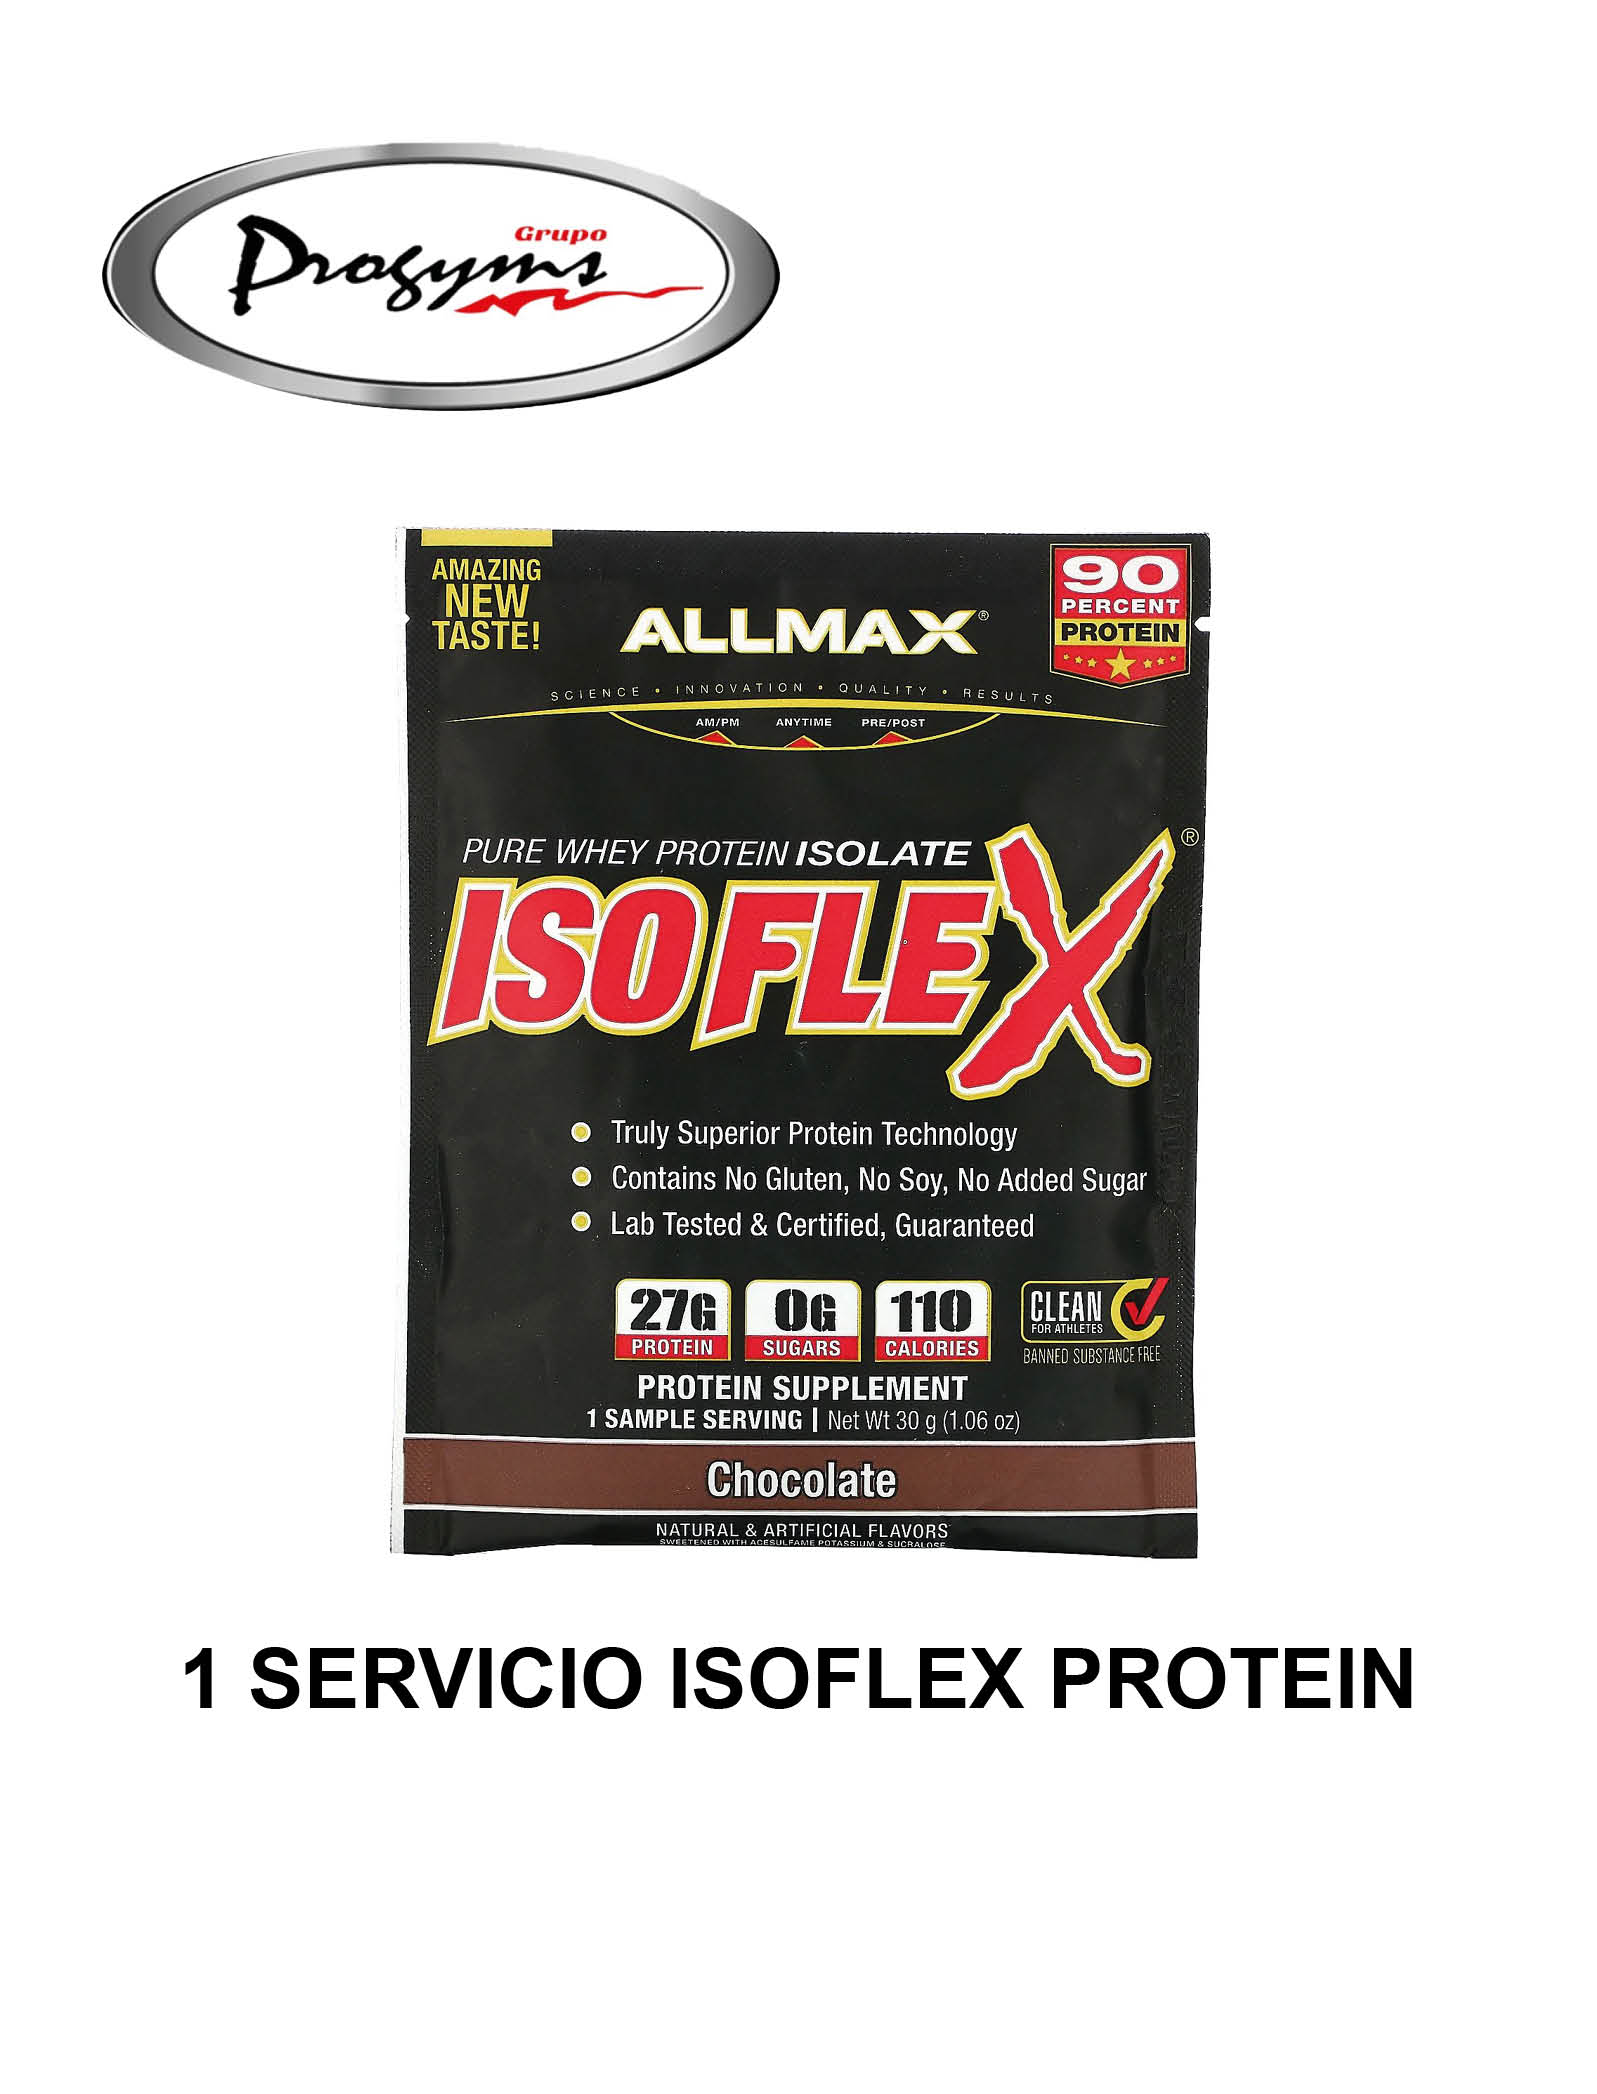 Grupo
Progyms
AMAZING
NEW
TASTE!
ALLMAX®
90
PERCENT
PROTEIN
SCIENCE • INNOVATION • QUALITY • RESULTS
AM/PM ANYTIME PRE/POST
PURE WHEY PROTEIN ISOLATE
ISOFLEX®
Truly Superior Protein Technology
Contains No Gluten, No Soy, No Added Sugar
Lab Tested & Certified, Guaranteed
27G 0G 110
PROTEIN SUGARS CALORIES
CLEAN
FOR ATHLETES
BANNED SUBSTANCE FREE
PROTEIN SUPPLEMENT
1 SAMPLE SERVING | Net Wt 30 g (1.06 oz)
Chocolate
NATURAL & ARTIFICIAL FLAVORS
SWEETENED WITH ACESULFAME POTASSIUM & SUCRALOSE
1 SERVICIO ISOFLEX PROTEIN